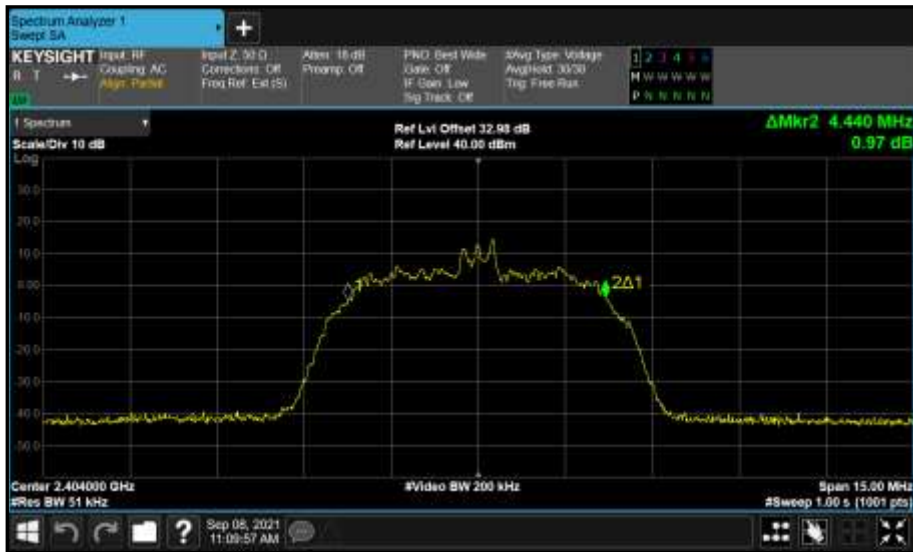 Spectrum Analyzer 1
Swept SA
+
KEYSIGHT
R T
Input: RF
Coupling: AC
Align: Partial
Input Z: 50 Ω
Corrections: Off
Freq Ref: Ext (S)
Atten: 18 dB
Preamp: Off
PNO: Best Wide
Gate: Off
IF Gain: Low
Sig Track: Off
#Avg Type: Voltage
Avg|Hold: 30/30
Trig: Free Run
1 2 3 4 5 6
M W W W W W
P N N N N N
1 Spectrum
Scale/Div 10 dB
Ref Lvl Offset 32.98 dB
Ref Level 40.00 dBm
ΔMkr2 4.440 MHz
0.97 dB
Log
30.0
20.0
10.0
0.00
-10.0
-20.0
-30.0
-40.0
-50.0
2Δ1
Center 2.404000 GHz
#Res BW 51 kHz
#Video BW 200 kHz
Span 15.00 MHz
#Sweep 1.00 s (1001 pts)
?
Sep 08, 2021
11:09:57 AM